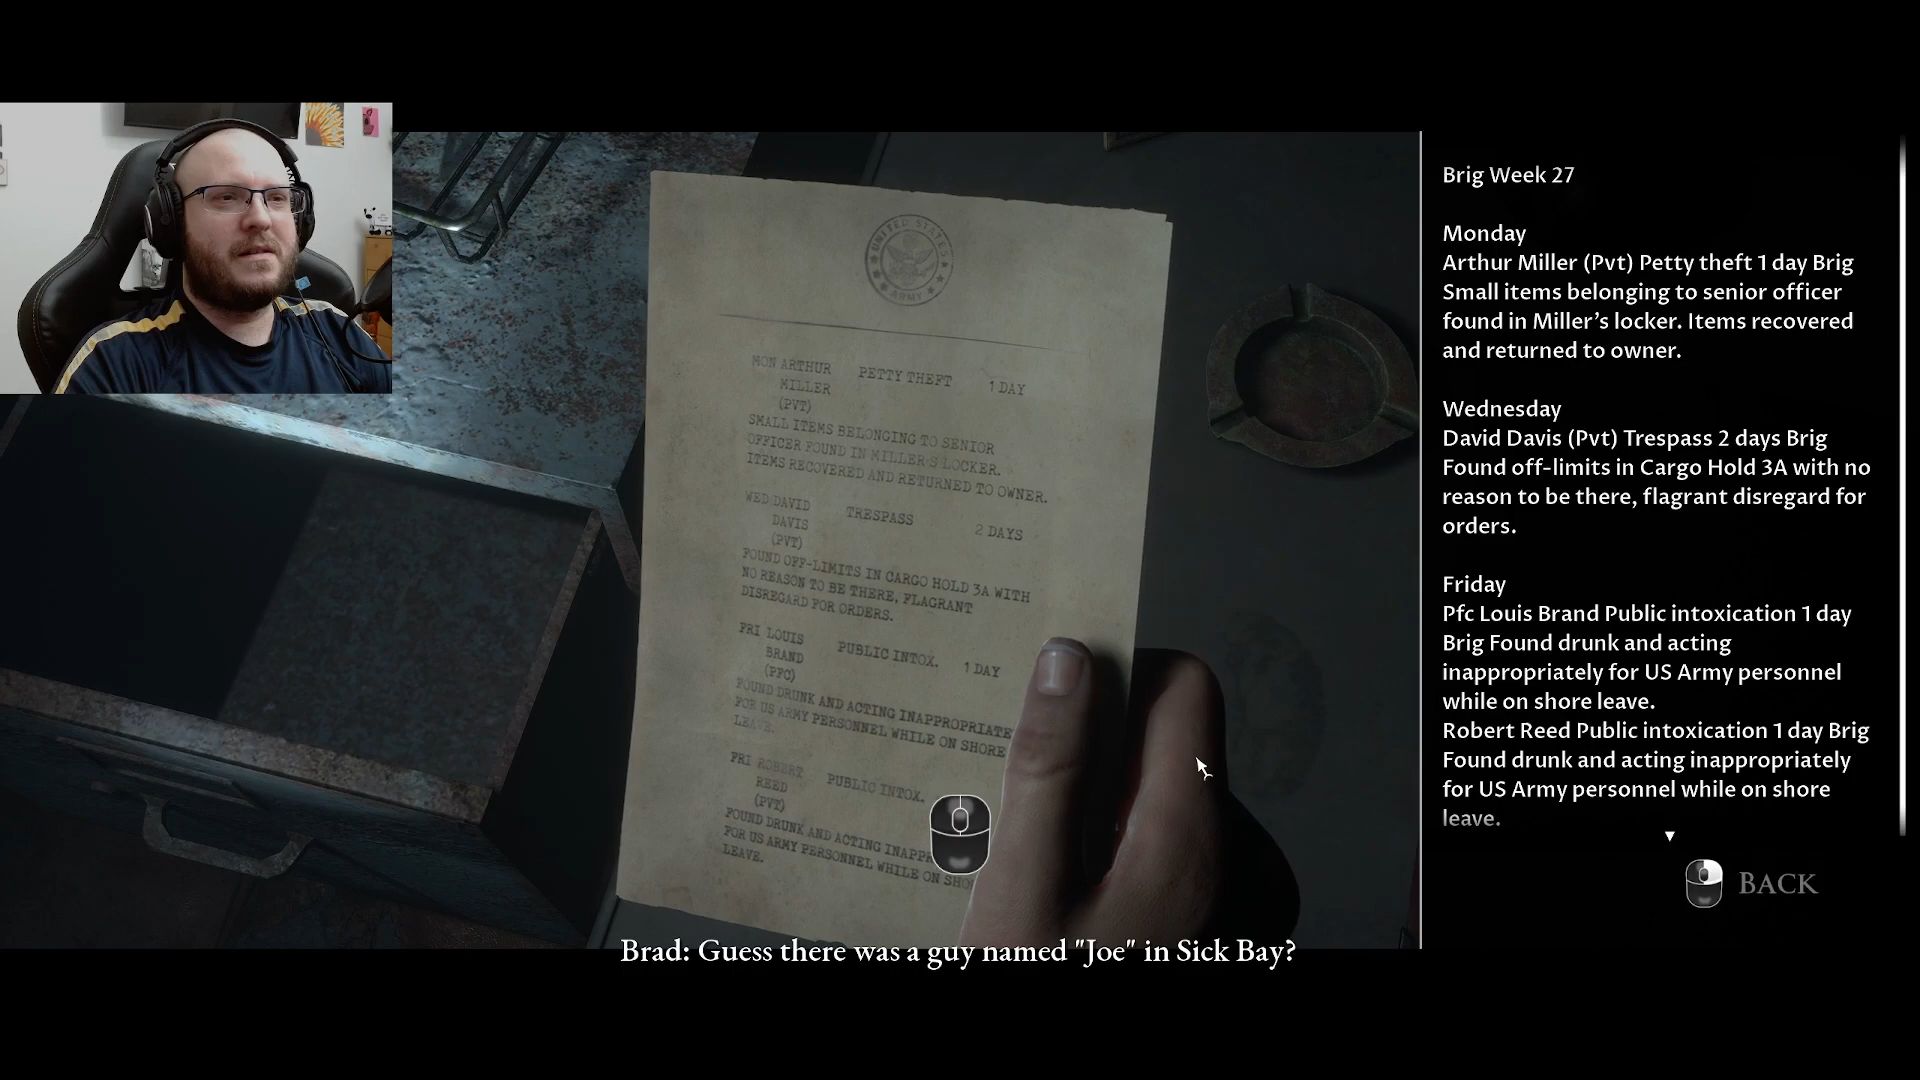 UNITED STATES
ARMY
MON ARTHUR PETTY THEFT 1 DAY
MILLER
(PVT)
SMALL ITEMS BELONGING TO SENIOR
OFFICER FOUND IN MILLER'S LOCKER.
ITEMS RECOVERED AND RETURNED TO OWNER.
WED DAVID TRESPASS 2 DAYS
DAVIS
(PVT)
FOUND OFF-LIMITS IN CARGO HOLD 3A WITH
NO REASON TO BE THERE, FLAGRANT
DISREGARD FOR ORDERS.
FRI LOUIS PUBLIC INTOX. 1 DAY
BRAND
(PFC)
FOUND DRUNK AND ACTING INAPPROPRIATE
FOR US ARMY PERSONNEL WHILE ON SHORE
LEAVE.
FRI ROBERT PUBLIC INTOX.
REED
(PVT)
FOUND DRUNK AND ACTING INAPPR
FOR US ARMY PERSONNEL WHILE ON SHO
LEAVE.
Brig Week 27
Monday
Arthur Miller (Pvt) Petty theft 1 day Brig
Small items belonging to senior officer
found in Miller's locker. Items recovered
and returned to owner.
Wednesday
David Davis (Pvt) Trespass 2 days Brig
Found off-limits in Cargo Hold 3A with no
reason to be there, flagrant disregard for
orders.
Friday
Pfc Louis Brand Public intoxication 1 day
Brig Found drunk and acting
inappropriately for US Army personnel
while on shore leave.
Robert Reed Public intoxication 1 day Brig
Found drunk and acting inappropriately
for US Army personnel while on shore
leave.
BACK
Brad: Guess there was a guy named "Joe" in Sick Bay?